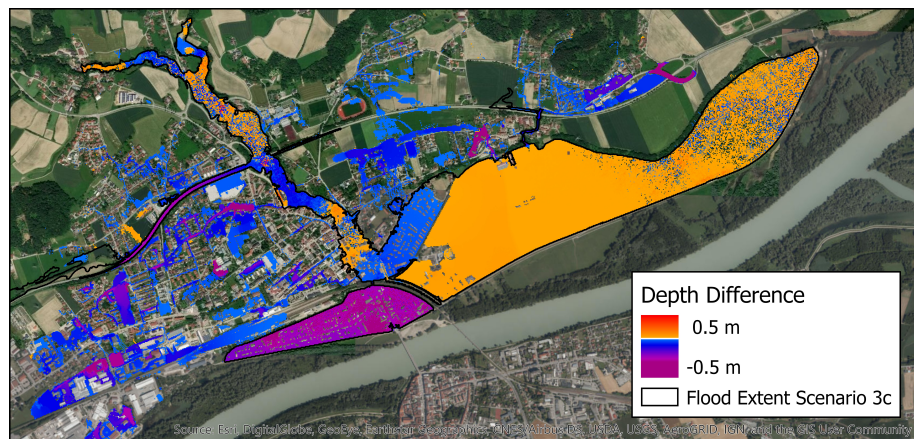 Depth Difference
0.5 m
-0.5 m
Flood Extent Scenario 3c
Source: Esri, DigitalGlobe, GeoEye, Earthstar Geographics, CNES/Airbus DS, USDA, USGS, AeroGRID, IGN, and the GIS User Community